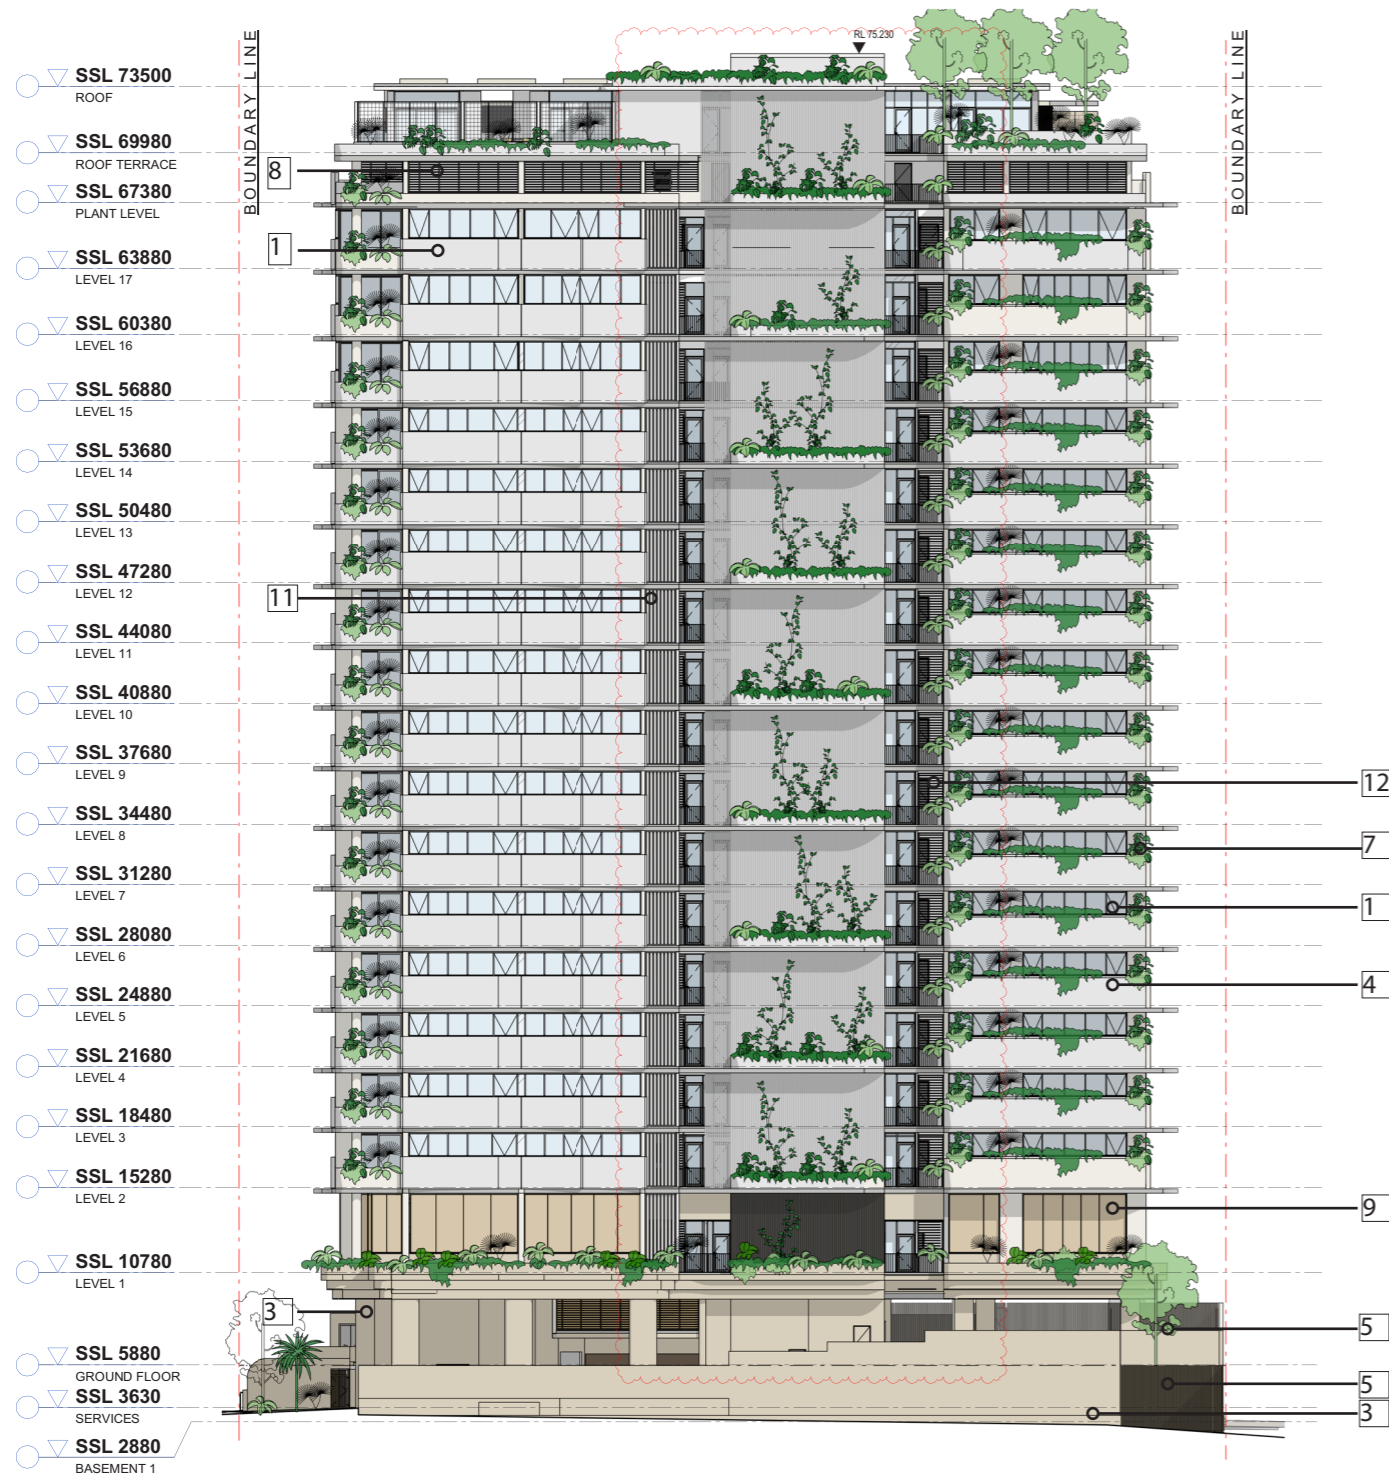 RL 75.230
BOUNDARY LINE
BOUNDARY LINE
SSL 73500
ROOF
SSL 69980
ROOF TERRACE
8
SSL 67380
PLANT LEVEL
1
SSL 63880
LEVEL 17
SSL 60380
LEVEL 16
SSL 56880
LEVEL 15
SSL 53680
LEVEL 14
SSL 50480
LEVEL 13
SSL 47280
LEVEL 12
11
SSL 44080
LEVEL 11
SSL 40880
LEVEL 10
SSL 37680
LEVEL 9
12
SSL 34480
LEVEL 8
7
SSL 31280
LEVEL 7
1
SSL 28080
LEVEL 6
4
SSL 24880
LEVEL 5
SSL 21680
LEVEL 4
SSL 18480
LEVEL 3
SSL 15280
LEVEL 2
9
SSL 10780
LEVEL 1
3
5
SSL 5880
GROUND FLOOR
5
SSL 3630
SERVICES
3
SSL 2880
BASEMENT 1